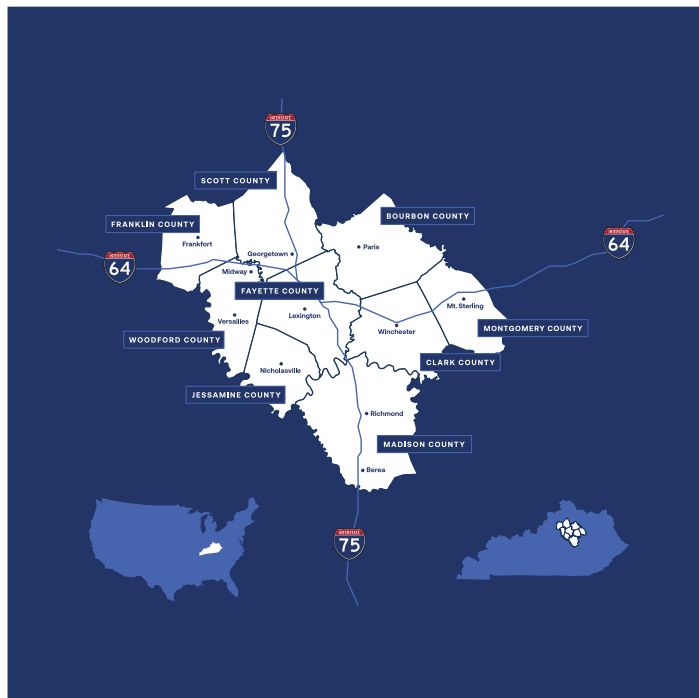 INTERSTATE
75
SCOTT COUNTY
BOURBON COUNTY
FRANKLIN COUNTY
Frankfort
Paris
INTERSTATE
64
Georgetown
INTERSTATE
64
Midway
FAYETTE COUNTY
Mt. Sterling
Versailles
Lexington
Winchester
MONTGOMERY COUNTY
WOODFORD COUNTY
CLARK COUNTY
Nicholasville
JESSAMINE COUNTY
Richmond
MADISON COUNTY
Berea
INTERSTATE
75